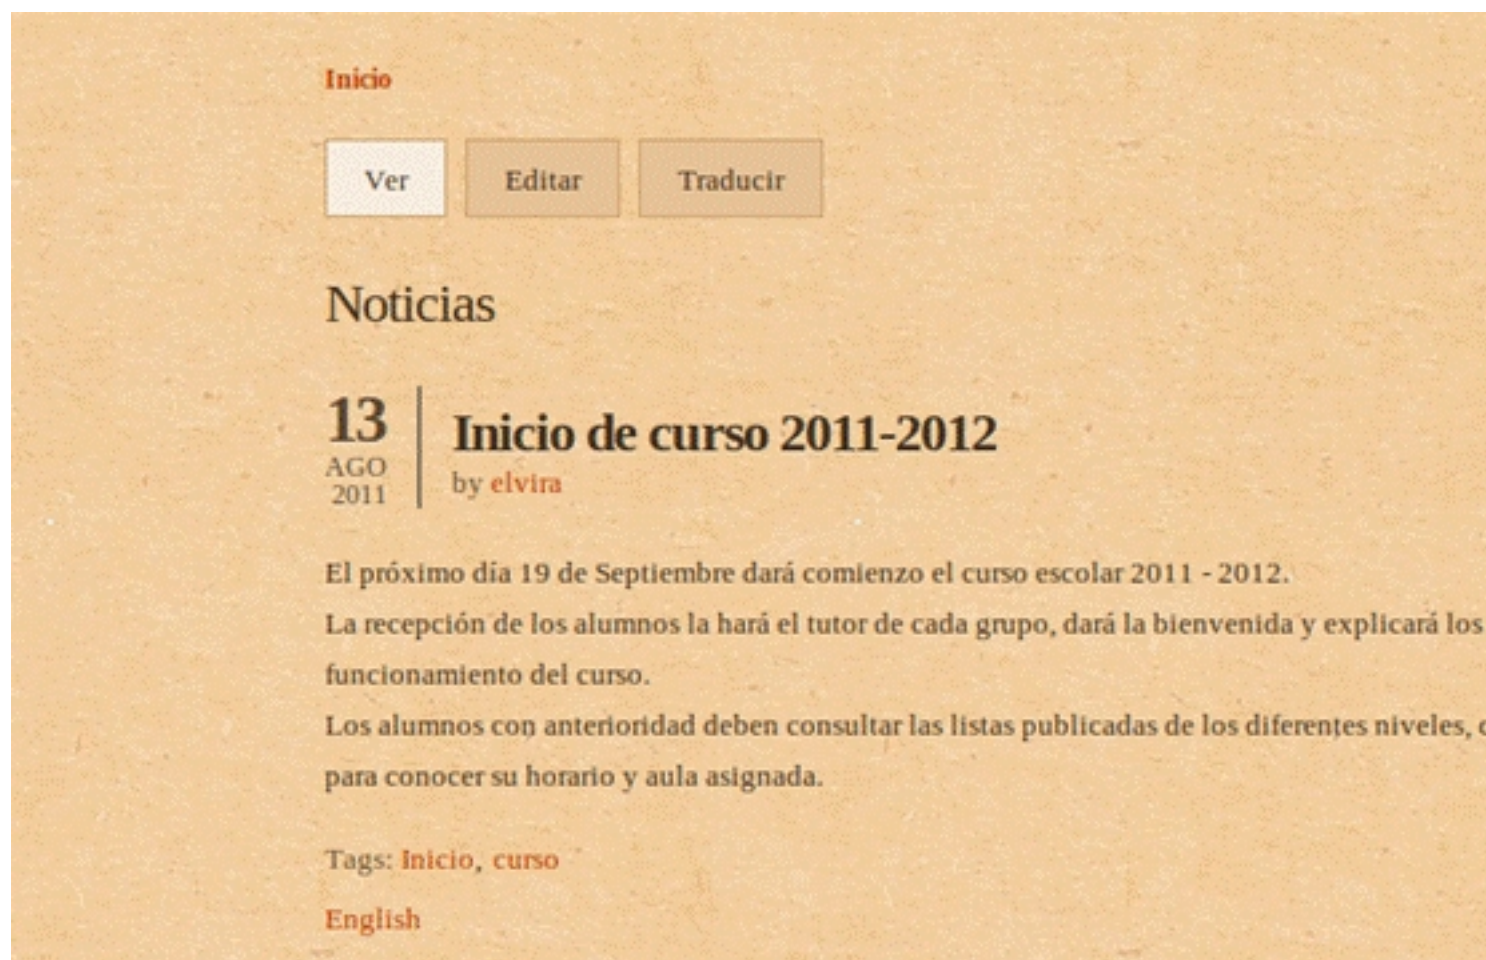 Inicio
Ver Editar Traducir
Noticias
13
AGO
2011
Inicio de curso 2011-2012
by elvira
El próximo día 19 de Septiembre dará comienzo el curso escolar 2011 - 2012.
La recepción de los alumnos la hará el tutor de cada grupo, dará la bienvenida y explicará los
funcionamiento del curso.
Los alumnos con anterioridad deben consultar las listas publicadas de los diferentes niveles,
para conocer su horario y aula asignada.
Tags: Inicio, curso
English